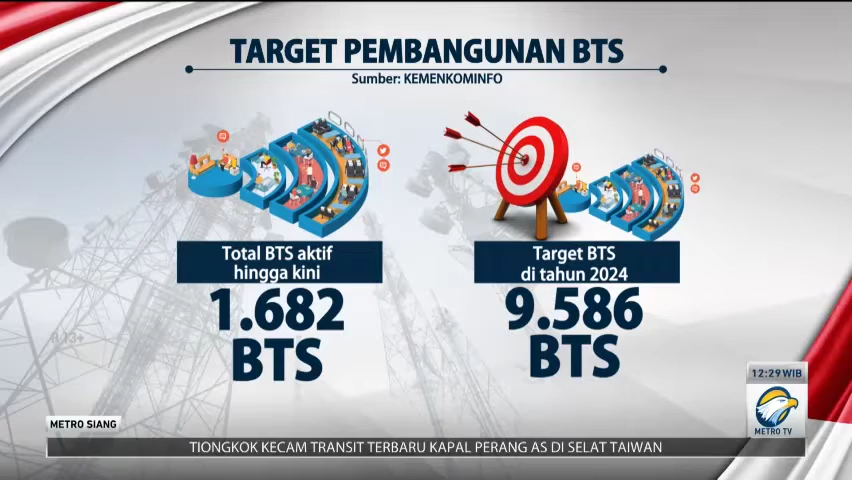 TARGET PEMBANGUNAN BTS
Sumber: KEMENKOMINFO
Total BTS aktif
hingga kini
1.682
BTS
Target BTS
di tahun 2024
9.586
BTS
R 13+
12:29 WIB
METRO TV
METRO SIANG
TIONGKOK KECAM TRANSIT TERBARU KAPAL PERANG AS DI SELAT TAIWAN